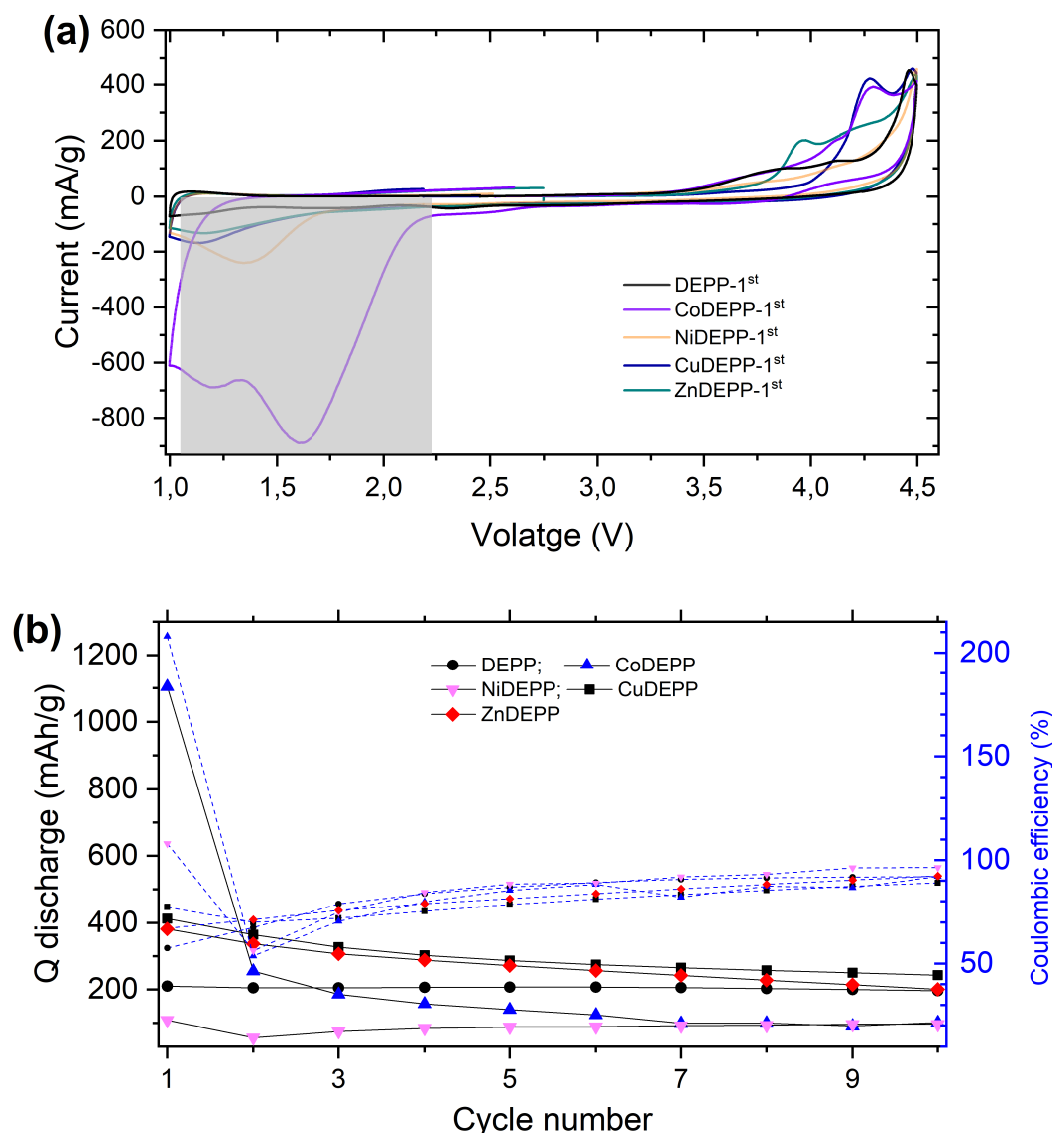 (a)
600
400
200
0
-200
-400
-600
-800
Current (mA/g)
DEPP-1st
CoDEPP-1st
NiDEPP-1st
CuDEPP-1st
ZnDEPP-1st
1,0 1,5 2,0 2,5 3,0 3,5 4,0 4,5
Volatge (V)
(b)
1200
1000
800
600
400
200
Q discharge (mAh/g)
DEPP; CoDEPP
NiDEPP; CuDEPP
ZnDEPP
200
150
100
50
Coulombic efficiency (%)
1 3 5 7 9
Cycle number